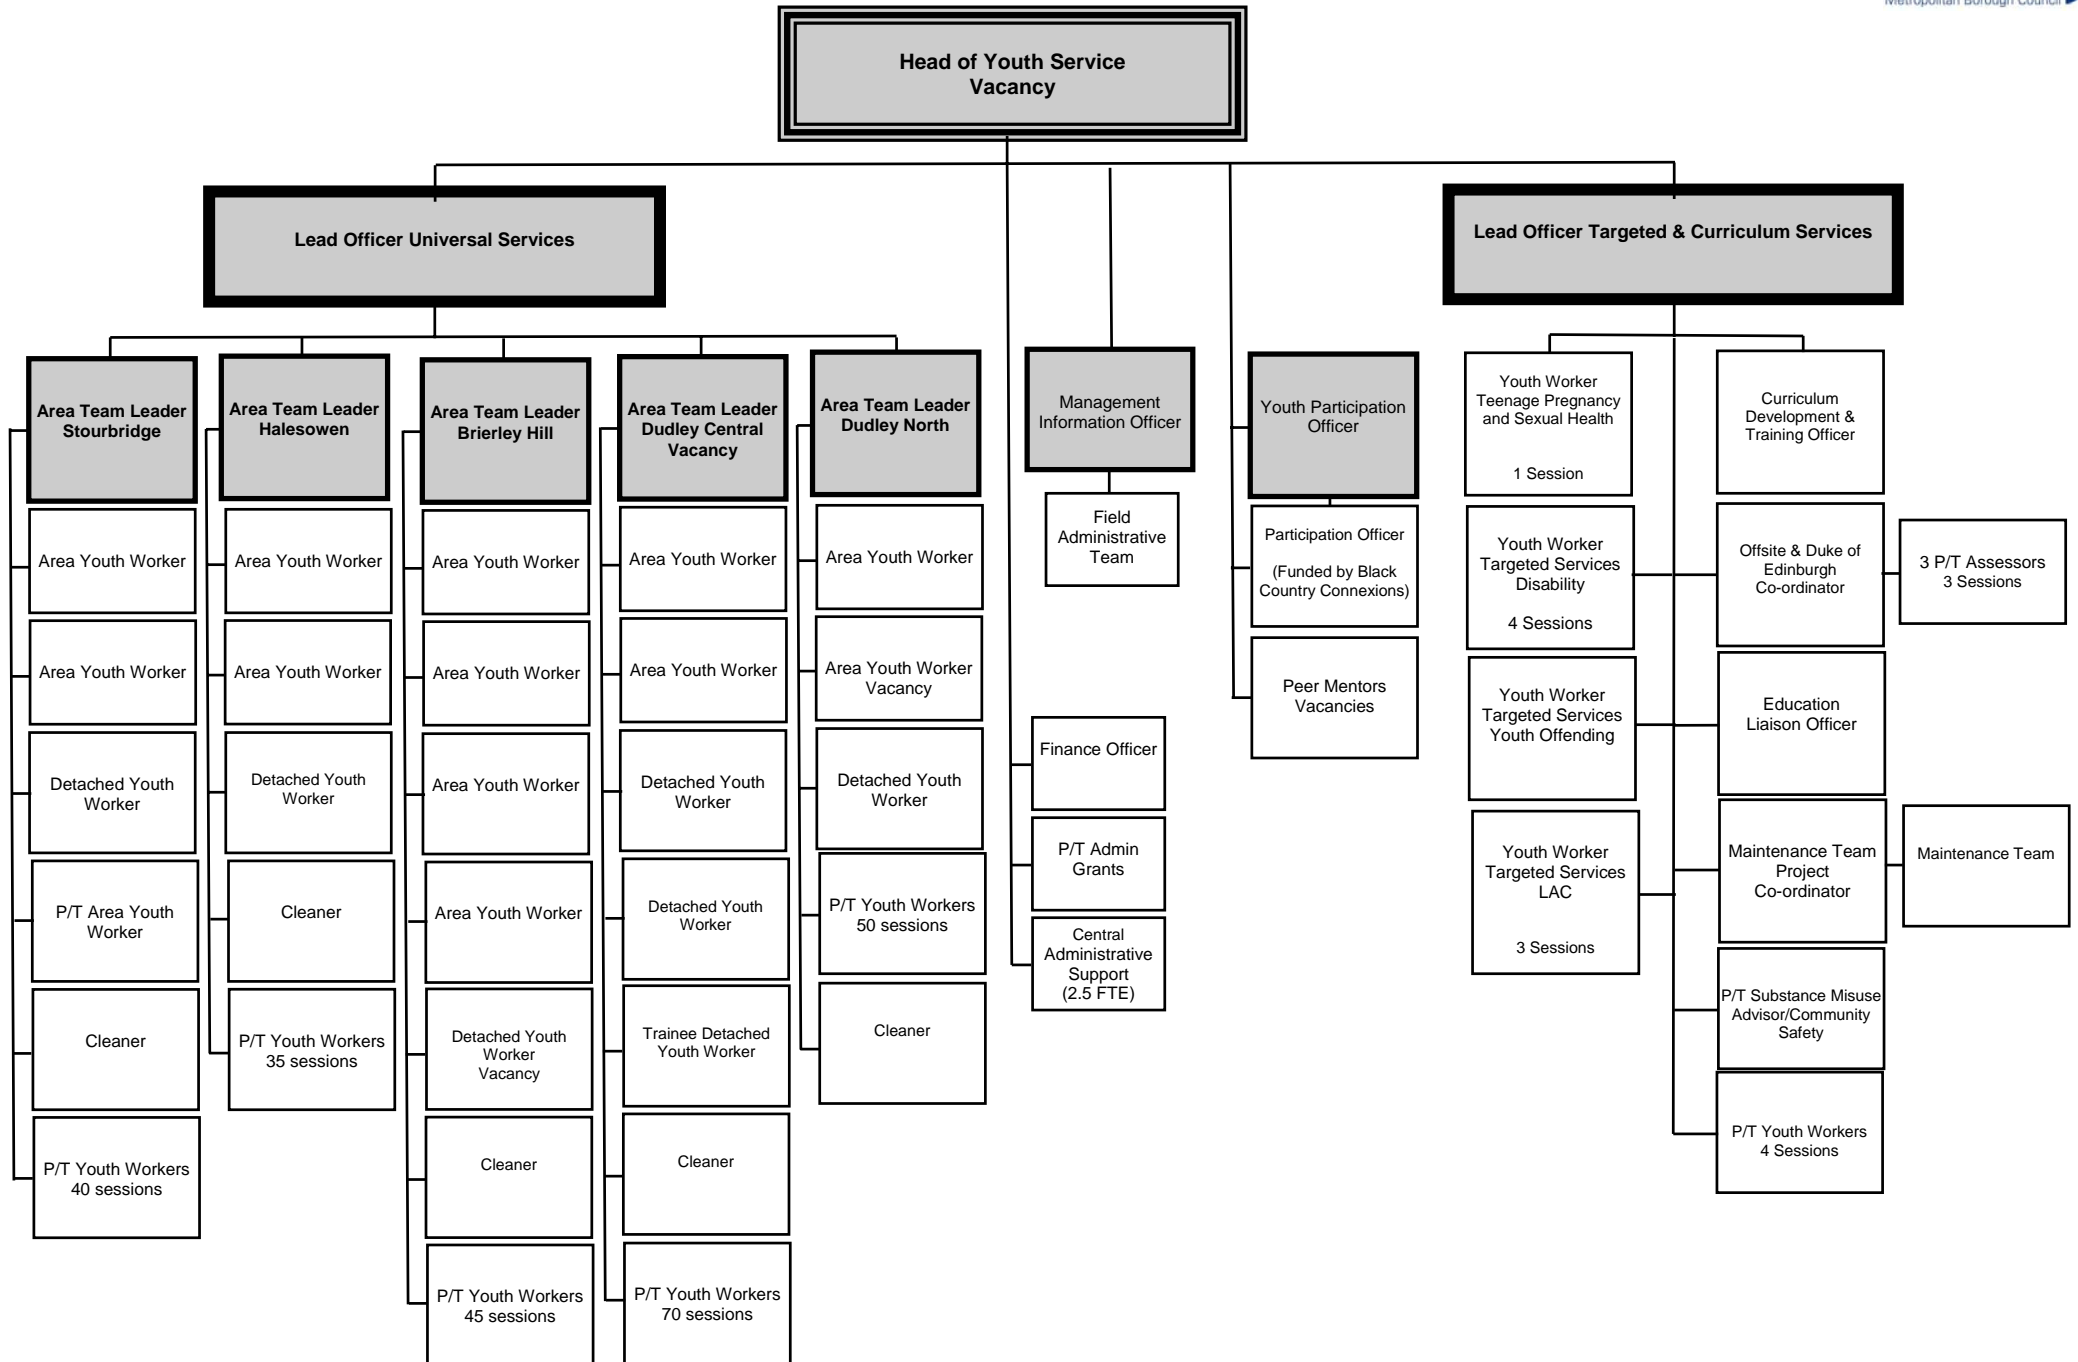 Metropolitan Borough Council
Head of Youth Service
Vacancy
Lead Officer Universal Services
Lead Officer Targeted & Curriculum Services
Area Team Leader
Stourbridge
Area Youth Worker
Area Youth Worker
Detached Youth
Worker
P/T Area Youth
Worker
Cleaner
P/T Youth Workers
40 sessions
Area Team Leader
Halesowen
Area Youth Worker
Area Youth Worker
Detached Youth
Worker
Cleaner
P/T Youth Workers
35 sessions
Area Team Leader
Brierley Hill
Area Youth Worker
Area Youth Worker
Area Youth Worker
Area Youth Worker
Detached Youth
Worker
Vacancy
Cleaner
P/T Youth Workers
45 sessions
Area Team Leader
Dudley Central
Vacancy
Area Youth Worker
Area Youth Worker
Detached Youth
Worker
Detached Youth
Worker
Trainee Detached
Youth Worker
Cleaner
P/T Youth Workers
70 sessions
Area Team Leader
Dudley North
Area Youth Worker
Area Youth Worker
Vacancy
Detached Youth
Worker
P/T Youth Workers
50 sessions
Cleaner
Management
Information Officer
Field
Administrative
Team
Finance Officer
P/T Admin
Grants
Central
Administrative
Support
(2.5 FTE)
Youth Participation
Officer
Participation Officer
(Funded by Black
Country Connexions)
Peer Mentors
Vacancies
Youth Worker
Teenage Pregnancy
and Sexual Health
1 Session
Youth Worker
Targeted Services
Disability
4 Sessions
Youth Worker
Targeted Services
Youth Offending
Youth Worker
Targeted Services
LAC
3 Sessions
Curriculum
Development &
Training Officer
Offsite & Duke of
Edinburgh
Co-ordinator
3 P/T Assessors
3 Sessions
Education
Liaison Officer
Maintenance Team
Project
Co-ordinator
Maintenance Team
P/T Substance Misuse
Advisor/Community
Safety
P/T Youth Workers
4 Sessions